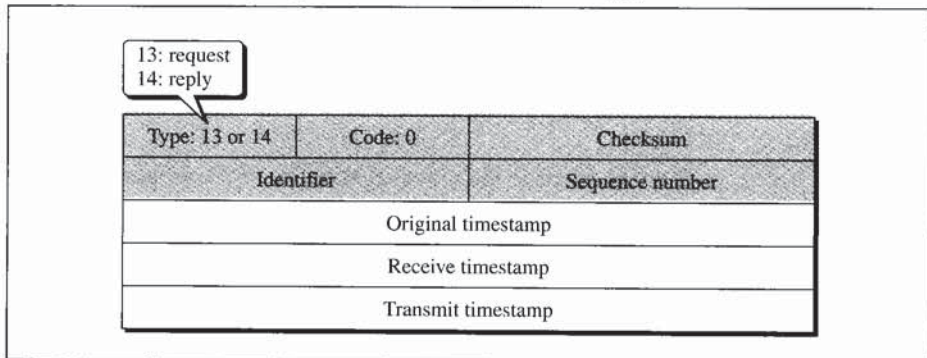 13: request
14: reply
Type: 13 or 14 Code: 0 Checksum
Identifier Sequence number
Original timestamp
Receive timestamp
Transmit timestamp